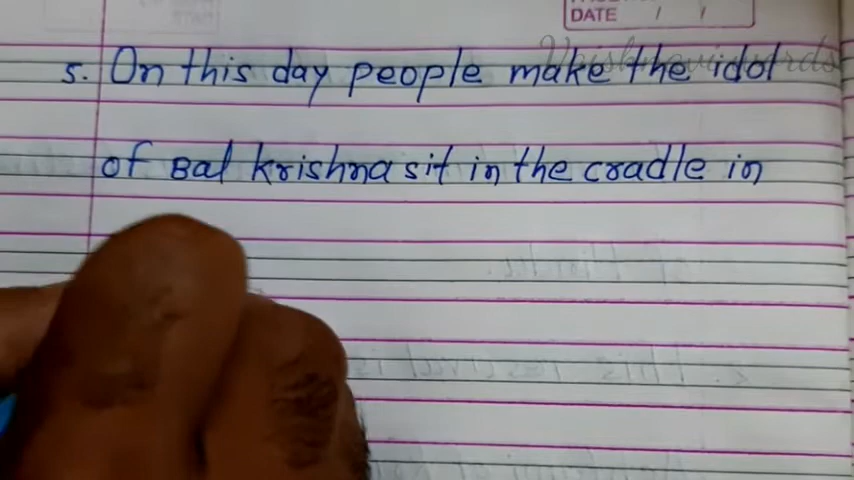 DATE / /
5. On this day people make the idol
of Bal krishna sit in the cradle in